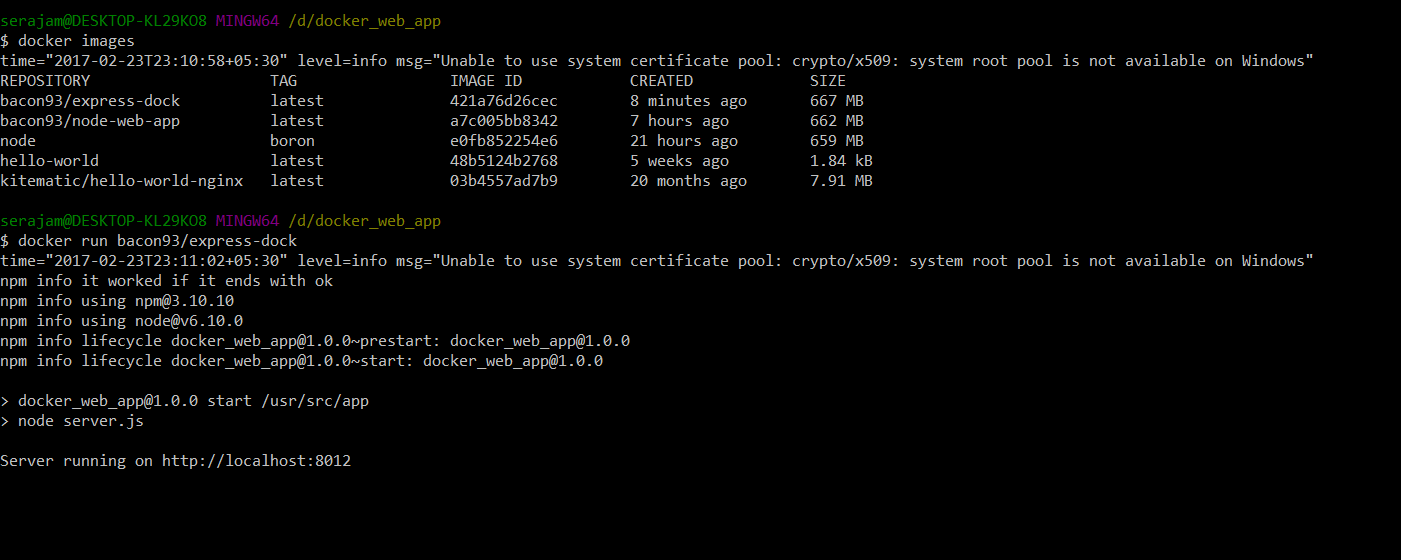 serajam@DESKTOP-KL29KO8 MINGW64 /d/docker_web_app
$ docker images
time="2017-02-23T23:10:58+05:30" level=info msg="Unable to use system certificate pool: crypto/x509: system root pool is not available on Windows"
REPOSITORY TAG IMAGE ID CREATED SIZE
bacon93/express-dock latest 421a76d26cec 8 minutes ago 667 MB
bacon93/node-web-app latest a7c005bb8342 7 hours ago 662 MB
node boron e0fb852254e6 21 hours ago 659 MB
hello-world latest 48b5124b2768 5 weeks ago 1.84 kB
kitematic/hello-world-nginx latest 03b4557ad7b9 20 months ago 7.91 MB
serajam@DESKTOP-KL29KO8 MINGW64 /d/docker_web_app
$ docker run bacon93/express-dock
time="2017-02-23T23:11:02+05:30" level=info msg="Unable to use system certificate pool: crypto/x509: system root pool is not available on Windows"
npm info it worked if it ends with ok
npm info using npm@3.10.10
npm info using node@v6.10.0
npm info lifecycle docker_web_app@1.0.0~prestart: docker_web_app@1.0.0
npm info lifecycle docker_web_app@1.0.0~start: docker_web_app@1.0.0
> docker_web_app@1.0.0 start /usr/src/app
> node server.js
Server running on http://localhost:8012